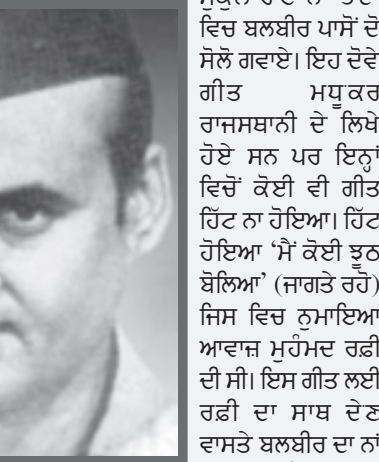 ਵਿਚ ਬਲਬੀਰ ਪਾਸੋਂ ਦੋ
ਸੋਲੋ ਗਵਾਏ। ਇਹ ਦੋਵੇ
ਗੀਤ ਮਧੂਕਰ
ਰਾਜਸਥਾਨੀ ਦੇ ਲਿਖੇ
ਹੋਏ ਸਨ ਪਰ ਇਨ੍ਹਾਂ
ਵਿਚੋਂ ਕੋਈ ਵੀ ਗੀਤ
ਹਿੱਟ ਨਾ ਹੋਇਆ। ਹਿੱਟ
ਹੋਇਆ ‘ਮੈਂ ਕੋਈ ਝੂਠ
ਬੋਲਿਆ’ (ਜਾਗਤੇ ਰਹੋ)
ਜਿਸ ਵਿਚ ਨੁਮਾਇਆ
ਆਵਾਜ਼ ਮੁਹੰਮਦ ਰਫ਼ੀ
ਦੀ ਸੀ। ਇਸ ਗੀਤ ਲਈ
ਰਫ਼ੀ ਦਾ ਸਾਥ ਦੇਣ
ਵਾਸਤੇ ਬਲਬੀਰ ਦਾ ਨਾਂ